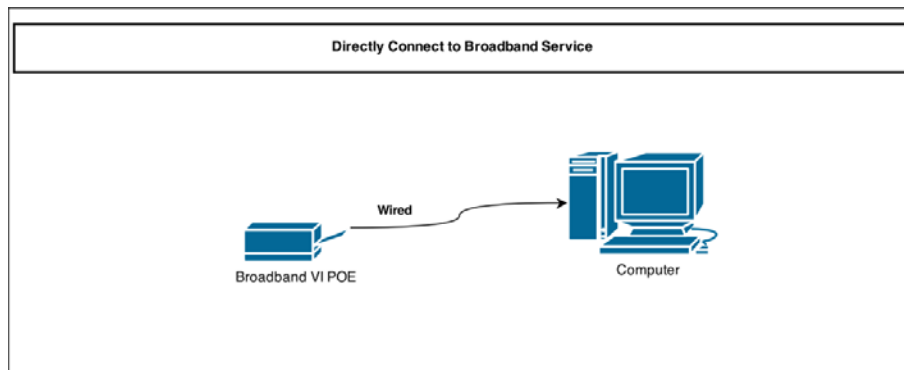 Directly Connect to Broadband Service
Wired
Broadband VI POE
Computer